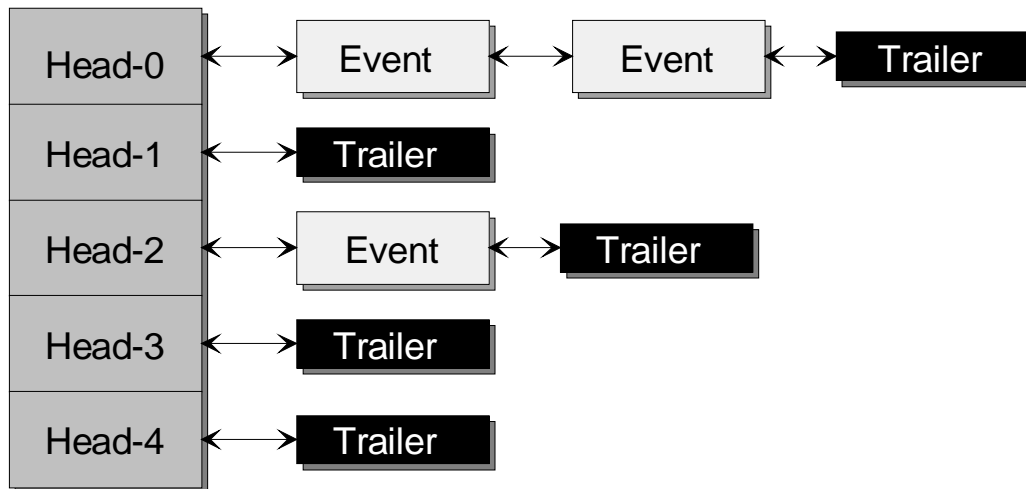 Head-0 Event Event Trailer
Head-1 Trailer
Head-2 Event Trailer
Head-3 Trailer
Head-4 Trailer